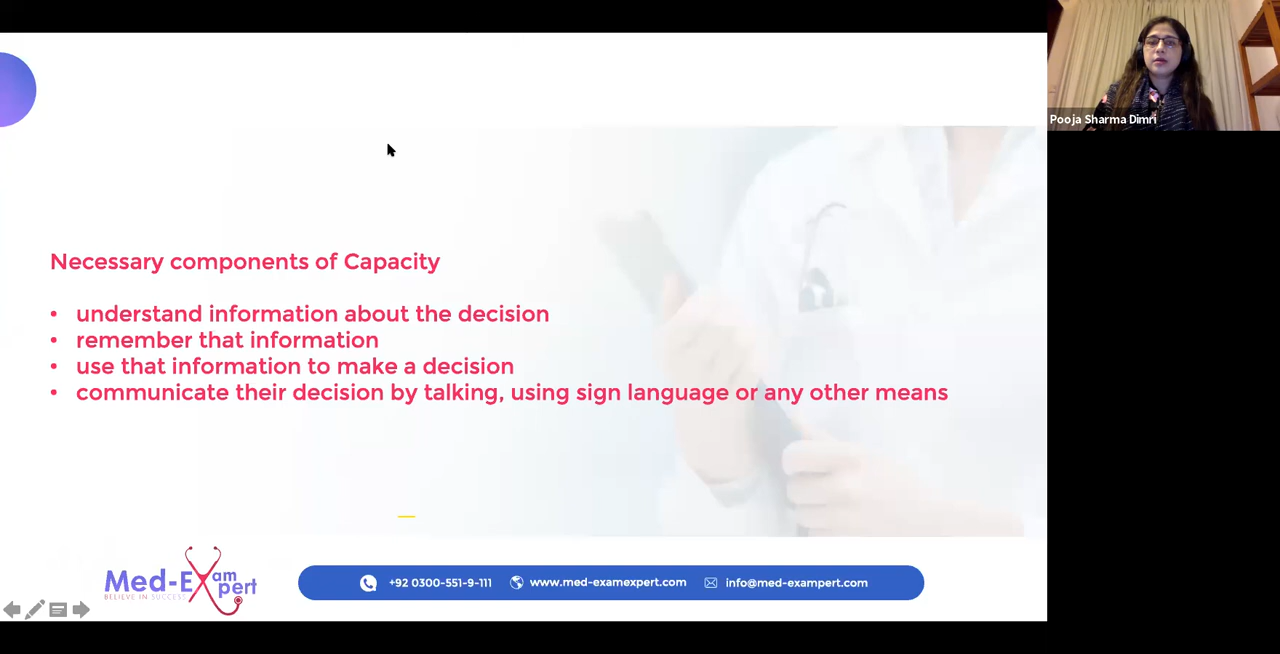 Pooja Sharma Dimri
Necessary components of Capacity
• understand information about the decision
• remember that information
• use that information to make a decision
• communicate their decision by talking, using sign language or any other means
Med-Exam Expert
BELIEVE IN SUCCESS
+92 0300-551-9-111 www.med-examexpert.com info@med-exampert.com